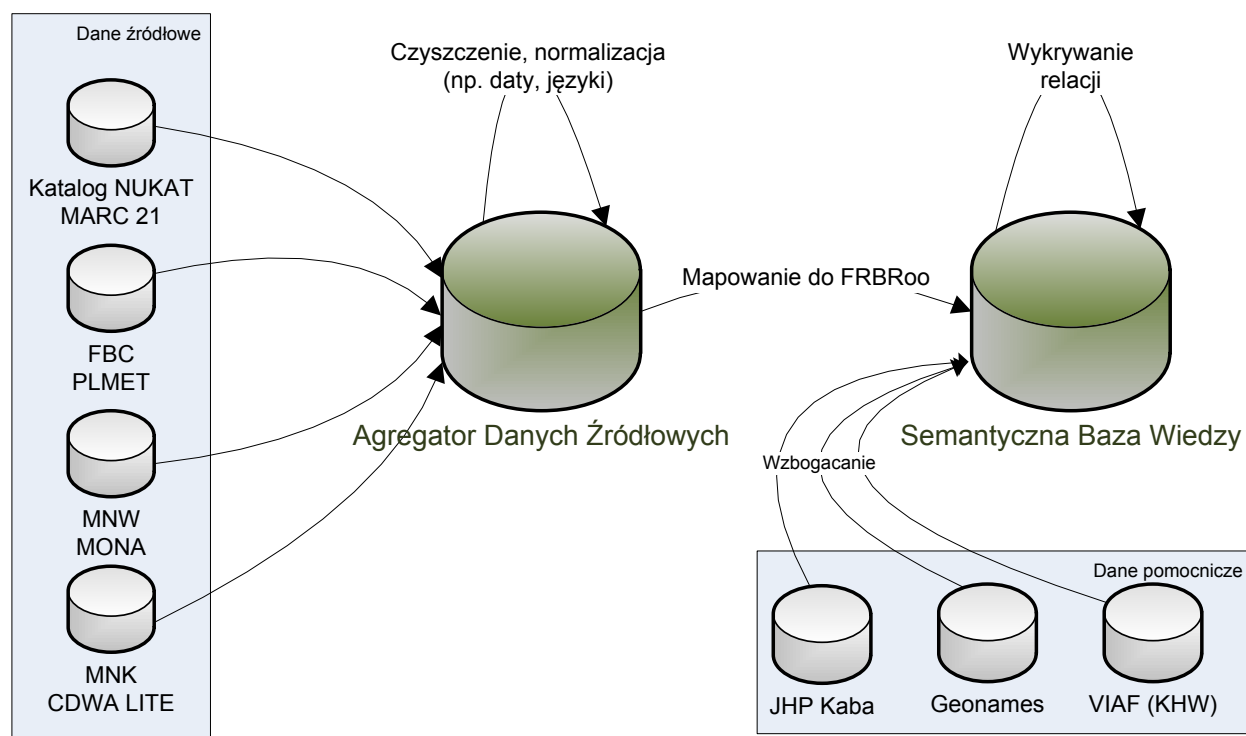 Dane źródłowe
Katalog NUKAT
MARC 21
FBC
PLMET
MNW
MONA
MNK
CDWA LITE
Czyszczenie, normalizacja
(np. daty, języki)
Agregator Danych Źródłowych
Mapowanie do FRBRoo
Wykrywanie
relacji
Semantyczna Baza Wiedzy
Wzbogacanie
Dane pomocnicze
JHP Kaba
Geonames
VIAF (KHW)